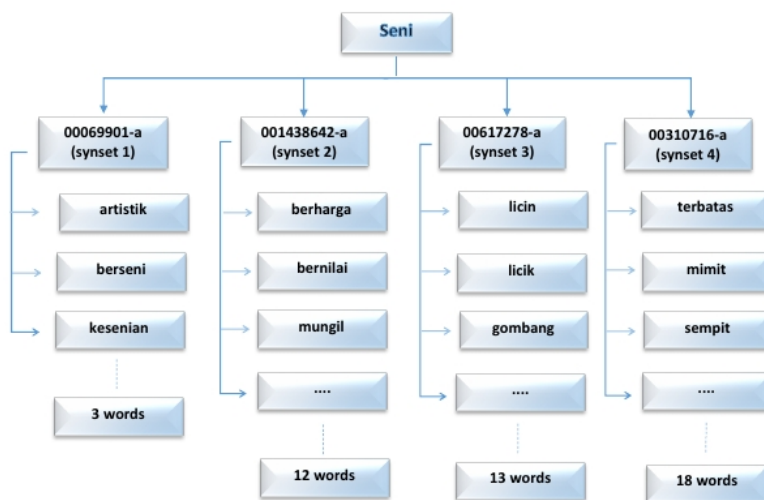 Seni
00069901-a
(synset 1)
artistik
berseni
kesenian
3 words
001438642-a
(synset 2)
berharga
bernilai
mungil
....
12 words
00617278-a
(synset 3)
licin
licik
gombang
....
13 words
00310716-a
(synset 4)
terbatas
mimit
sempit
....
18 words